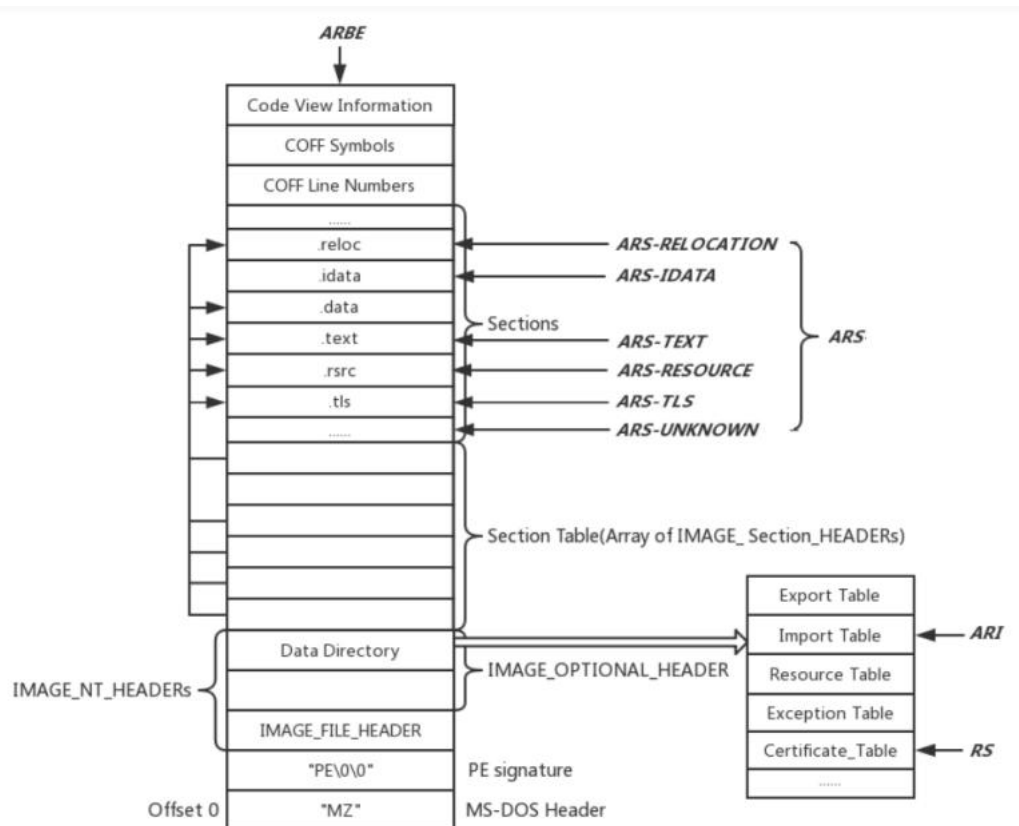 ARBE
Code View Information
COFF Symbols
COFF Line Numbers
......
.reloc
ARS-RELOCATION
.idata
ARS-IDATA
.data
Sections
.text
ARS-TEXT
ARS
.rsrc
ARS-RESOURCE
.tls
ARS-TLS
......
ARS-UNKNOWN
Section Table(Array of IMAGE_ Section_HEADERs)
Data Directory
IMAGE_OPTIONAL_HEADER
IMAGE_NT_HEADERs
IMAGE_FILE_HEADER
"PE\0\0"
PE signature
Offset 0
"MZ"
MS-DOS Header
Export Table
Import Table
ARI
Resource Table
Exception Table
Certificate_Table
RS
......